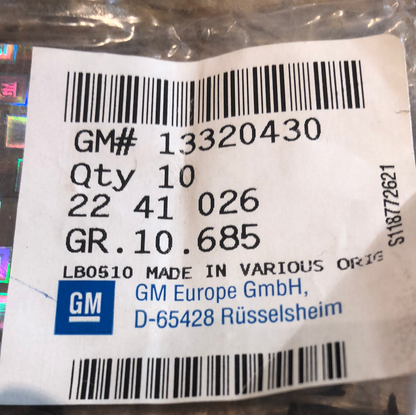 GM# 13320430
Qty 10
22 41 026
GR.10.685
LB0510 MADE IN VARIOUS ORIG
S118772621
GM
GM Europe GmbH,
D-65428 Rüsselsheim